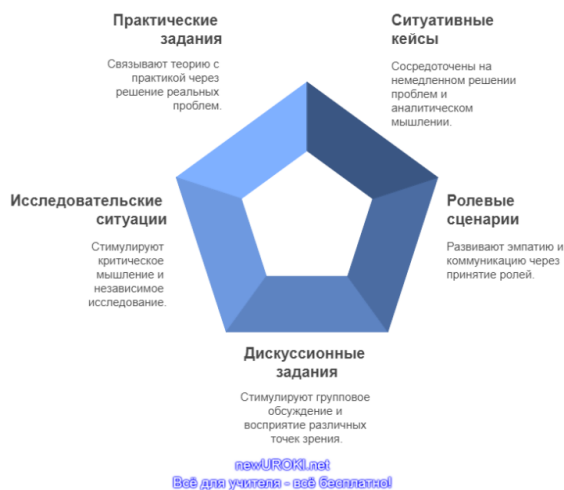 Практические
задания
Связывают теорию с
практикой через
решение реальных
проблем.
Ситуативные
кейсы
Сосредоточены на
немедленном решении
проблем и
аналитическом
мышлении.
Исследовательские
ситуации
Стимулируют
критическое
мышление и
независимое
исследование.
Ролевые
сценарии
Развивают эмпатию и
коммуникацию через
принятие ролей.
Дискуссионные
задания
Стимулируют групповое
обсуждение и
восприятие различных
точек зрения.
newUROKI.net
Всё для учителя - всё бесплатно!